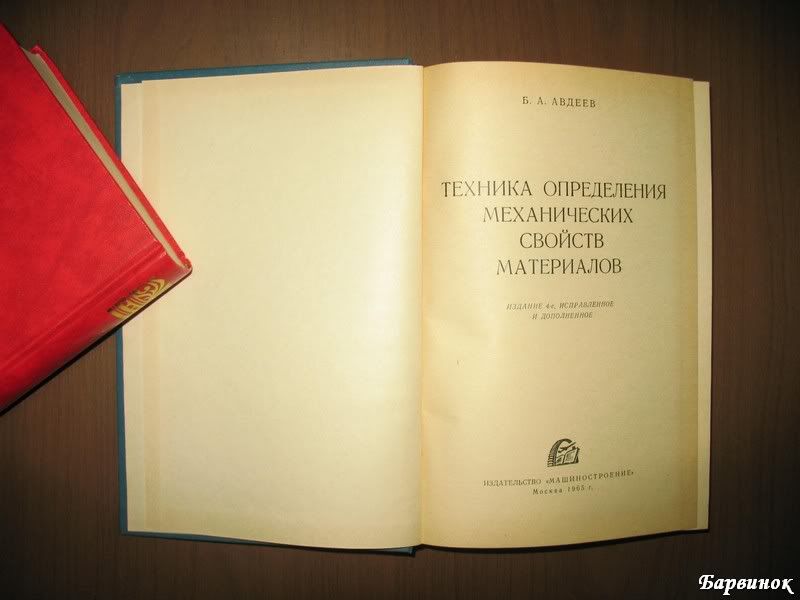 Б. А. АВДЕЕВ
ТЕХНИКА ОПРЕДЕЛЕНИЯ
МЕХАНИЧЕСКИХ
СВОЙСТВ
МАТЕРИАЛОВ
ИЗДАНИЕ 4-е, ИСПРАВЛЕННОЕ
И ДОПОЛНЕННОЕ
ИЗДАТЕЛЬСТВО «МАШИНОСТРОЕНИЕ»
Москва 1965 г.
Барвинок